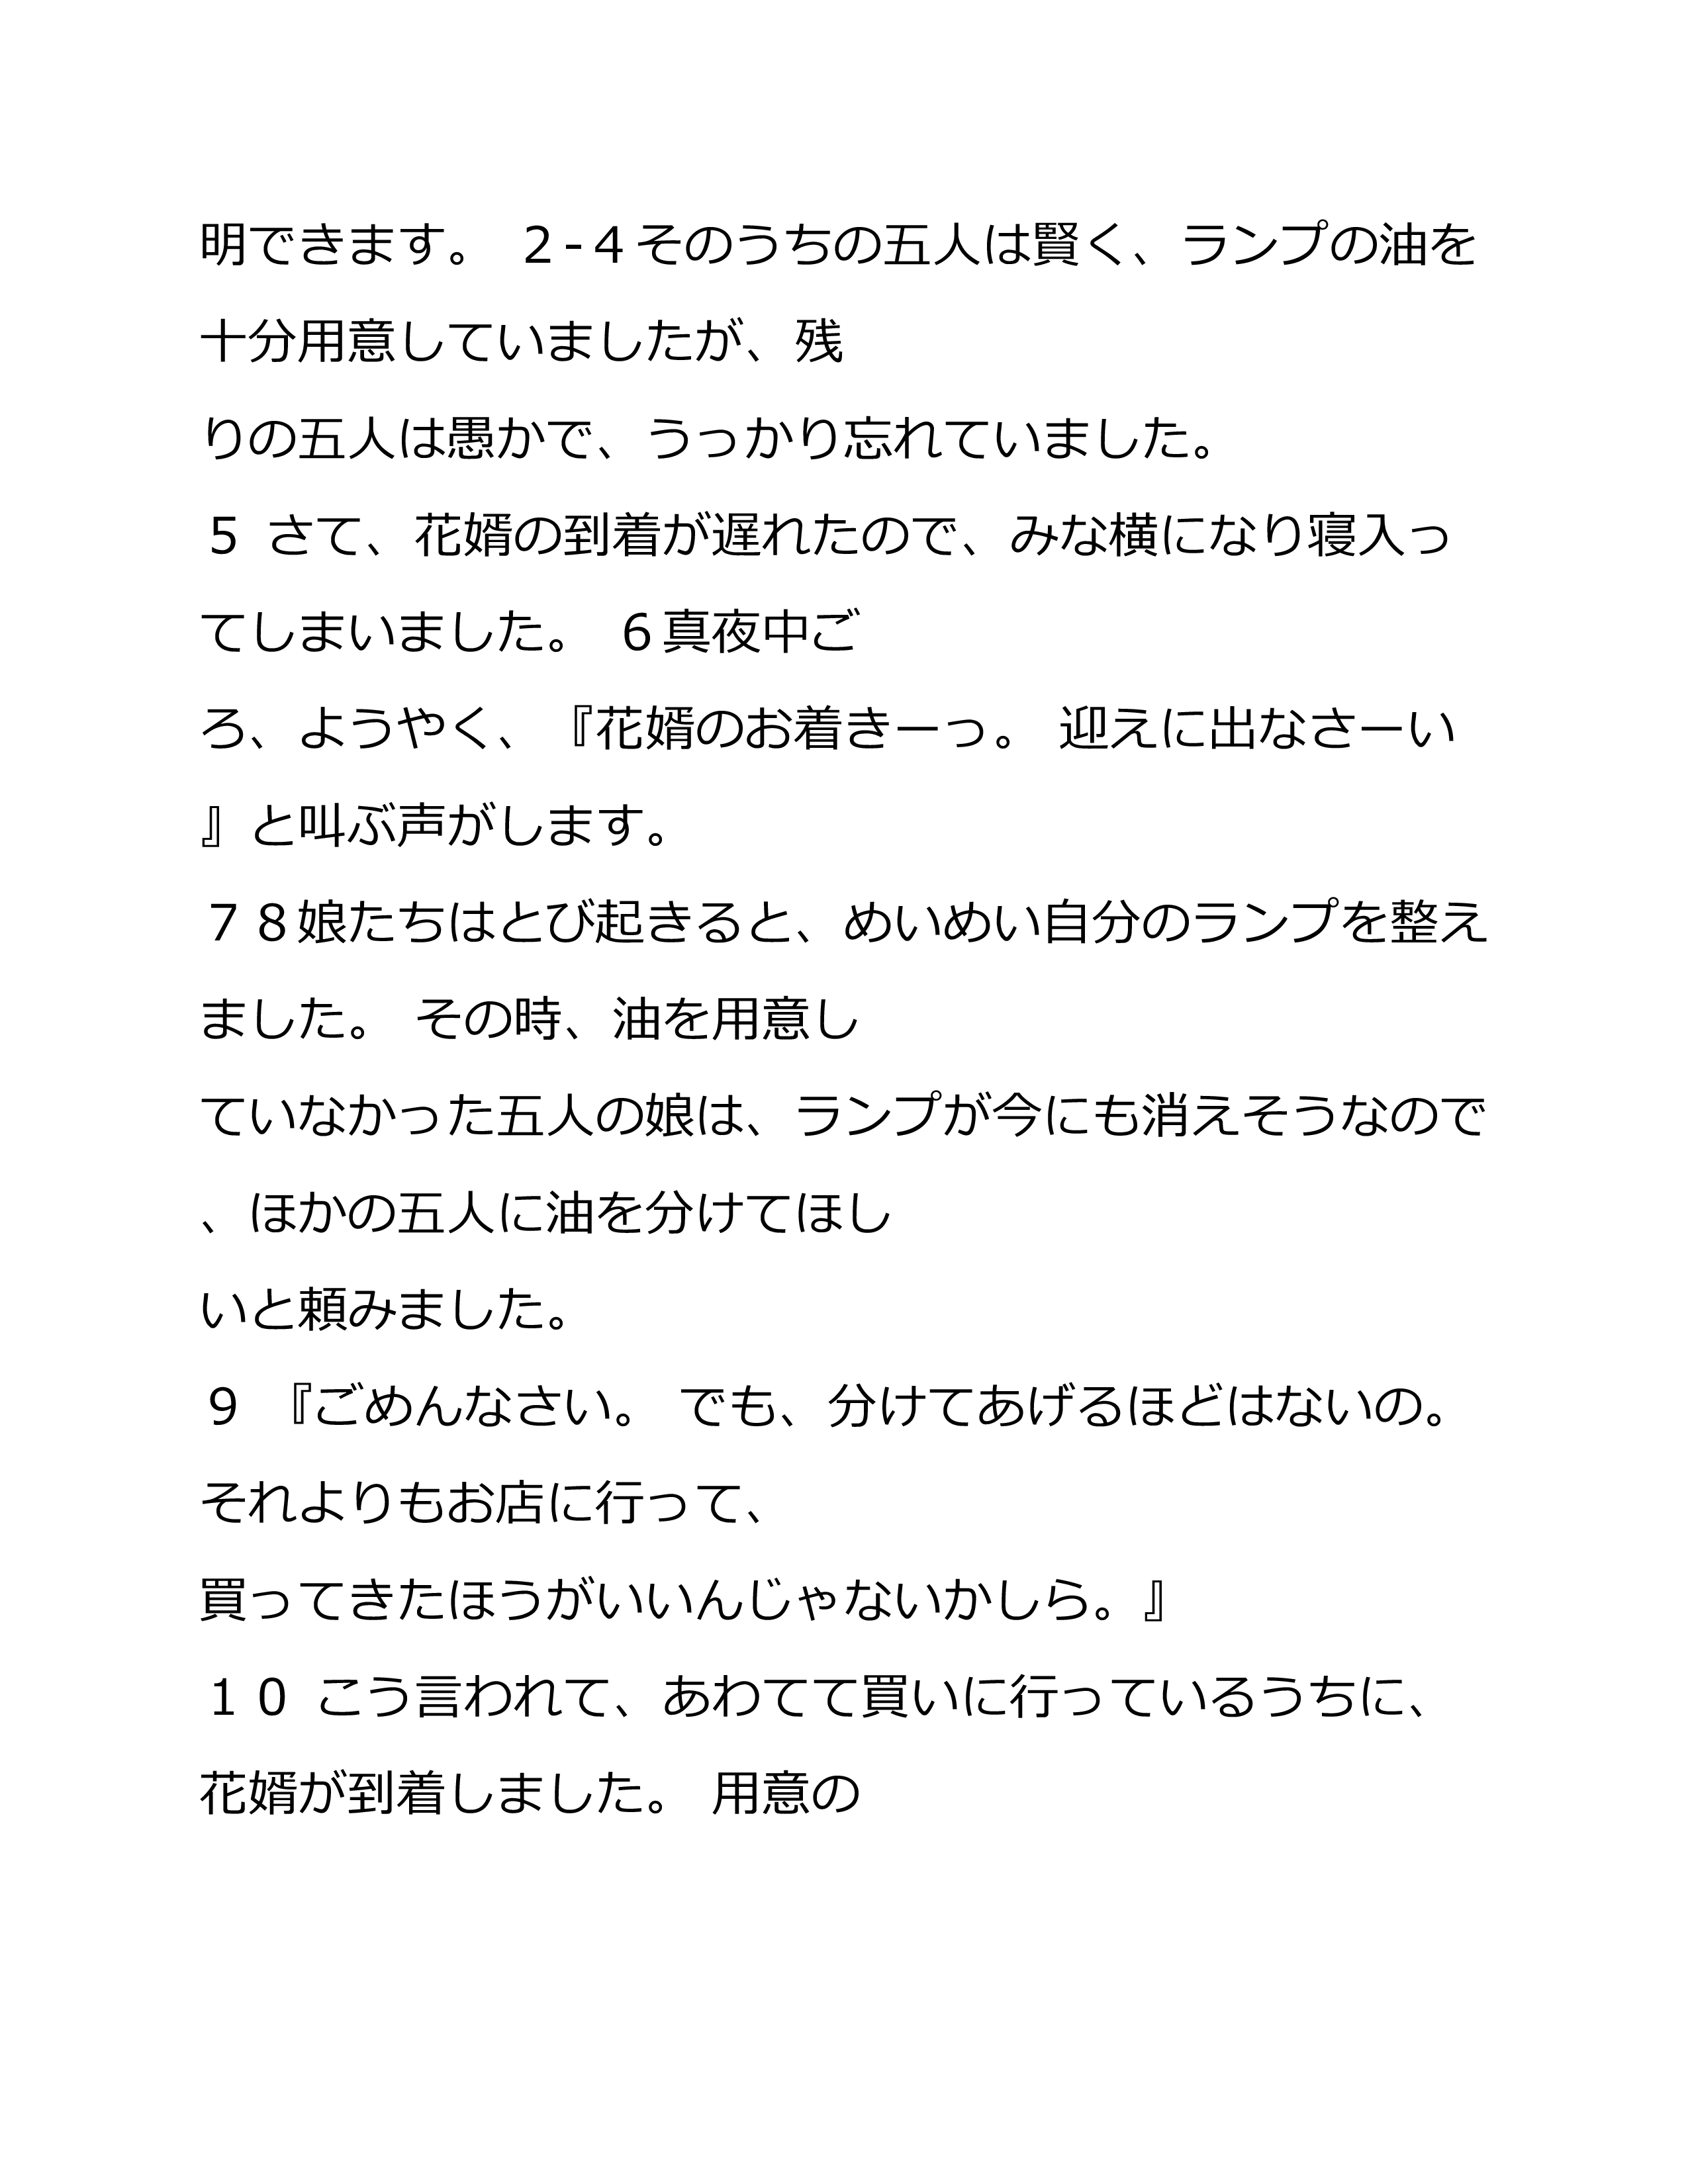 明できます。 ２-４そのうちの五人は賢く、ランプの油を
十分用意していましたが、残
りの五人は愚かで、うっかり忘れていました。
５ さて、花婿の到着が遅れたので、みな横になり寝入っ
てしまいました。 ６真夜中ご
ろ、ようやく、『花婿のお着きーっ。 迎えに出なさーい
』と叫ぶ声がします。
７８娘たちはとび起きると、めいめい自分のランプを整え
ました。 その時、油を用意し
ていなかった五人の娘は、ランプが今にも消えそうなので
、ほかの五人に油を分けてほし
いと頼みました。
９ 『ごめんなさい。 でも、分けてあげるほどはないの。
それよりもお店に行って、
買ってきたほうがいいんじゃないかしら。』
１０ こう言われて、あわてて買いに行っているうちに、
花婿が到着しました。 用意の